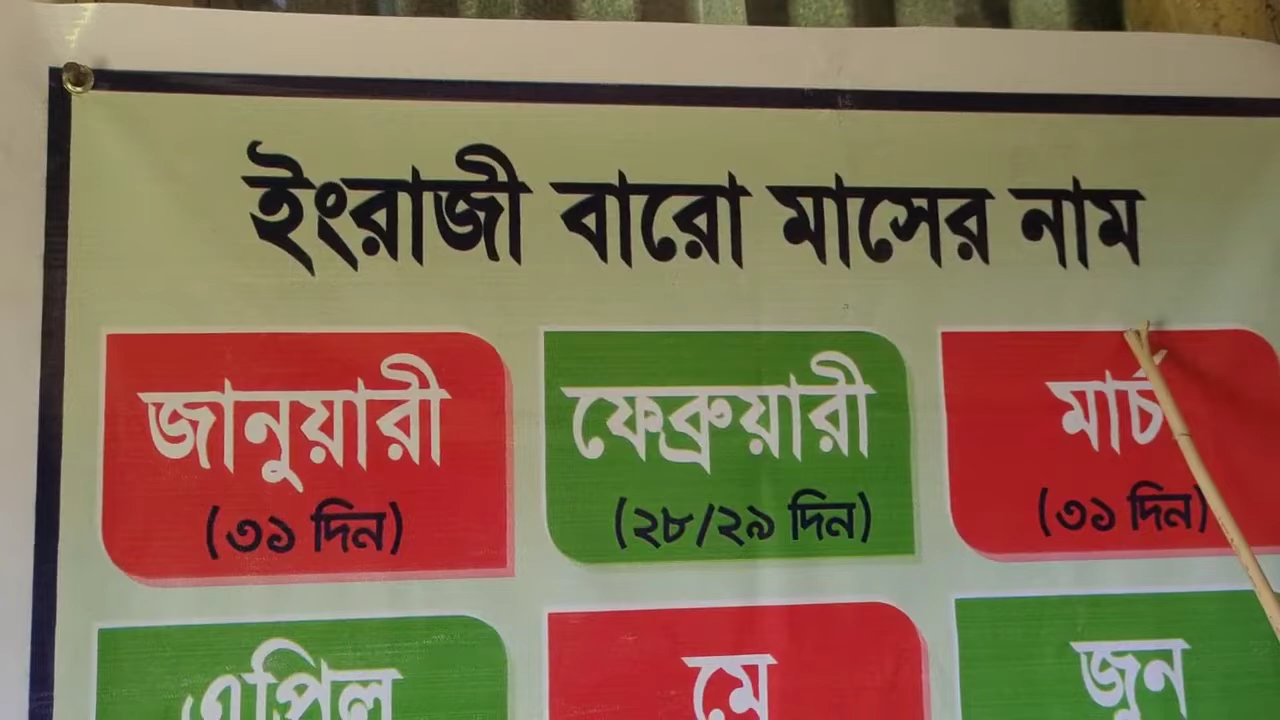 ইংরাজী বারো মাসের নাম
জানুয়ারী
(৩১ দিন)
ফেব্রুয়ারী
(২৮/২৯ দিন)
মার্চ
(৩১ দিন)
এপ্রিল
মে
জুন